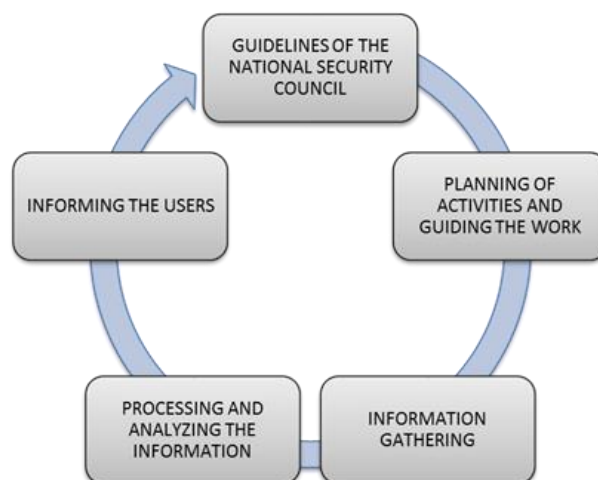 GUIDELINES OF THE
NATIONAL SECURITY
COUNCIL
PLANNING OF
ACTIVITIES AND
GUIDING THE WORK
INFORMATION
GATHERING
PROCESSING AND
ANALYZING THE
INFORMATION
INFORMING THE USERS